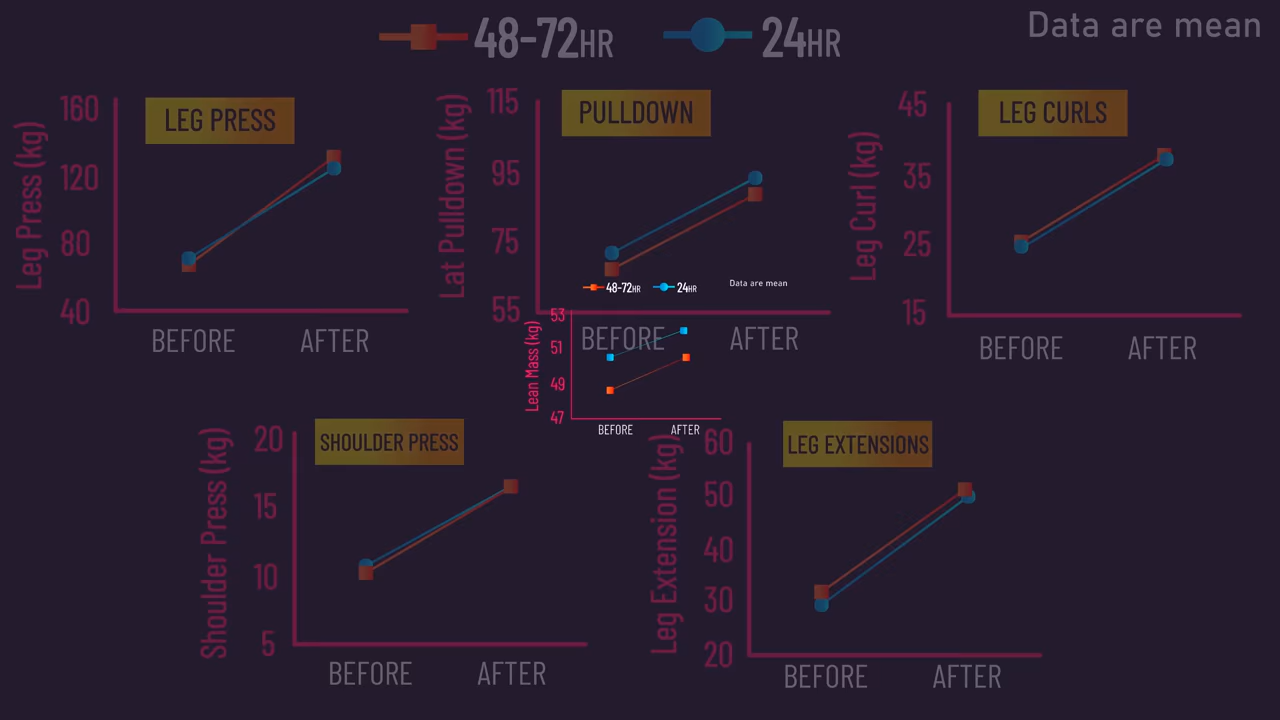 48-72HR 24HR
Data are mean
LEG PRESS
Leg Press (kg)
160
120
80
40
BEFORE AFTER
PULLDOWN
Lat Pulldown (kg)
115
95
75
55
BEFORE AFTER
LEG CURLS
Leg Curl (kg)
45
35
25
15
BEFORE AFTER
48-72HR 24HR Data are mean
Lean Mass (kg)
53
51
49
47
BEFORE AFTER
SHOULDER PRESS
Shoulder Press (kg)
20
15
10
5
BEFORE AFTER
LEG EXTENSIONS
Leg Extension (kg)
60
50
40
30
20
BEFORE AFTER